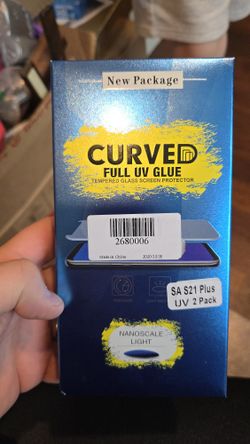 New Package
CURVED
FULL UV GLUE
TEMPERED GLASS SCREEN PROTECTOR
2680006
Made in China
SA S21 Plus
UV 2 Pack
NANOSCALE
LIGHT